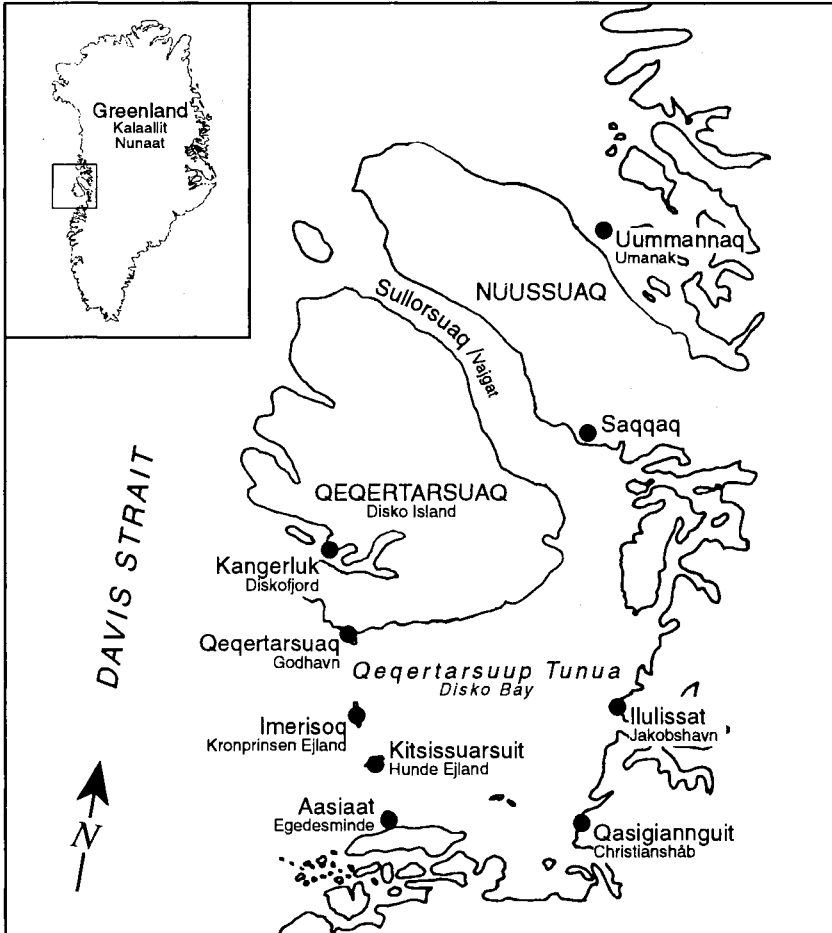 Greenland
Kalaallit
Nunaat
Uummannaq
Umanak
NUUSSUAQ
Sullorsuaq /Vajgat
Saqqaq
QEQERTARSUAQ
Disko Island
Kangerluk
Diskofjord
DAVIS STRAIT
Qeqertarsuaq
Godhavn
Qeqertarsuup Tunua
Disko Bay
Ilulissat
Jakobshavn
Imerisoq
Kronprinsen Ejland
Kitsissuarsuit
Hunde Ejland
Aasiaat
Egedesminde
Qasigiannguit
Christianshåb
N